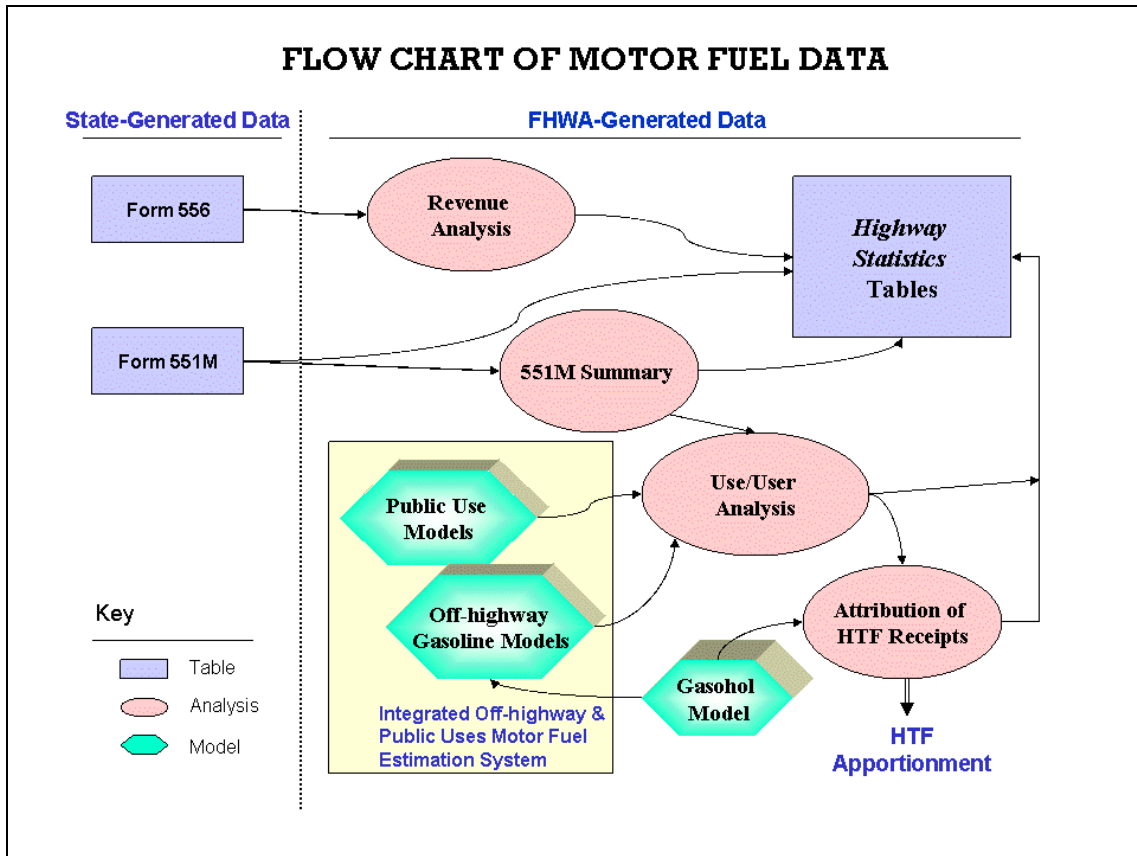 FLOW CHART OF MOTOR FUEL DATA
State-Generated Data
FHWA-Generated Data
Form 556
Revenue
Analysis
Highway
Statistics
Tables
Form 551M
551M Summary
Use/User
Analysis
Public Use
Models
Off-highway
Gasoline Models
Attribution of
HTF Receipts
Gasohol
Model
Integrated Off-highway &
Public Uses Motor Fuel
Estimation System
HTF
Apportionment
Key
Table
Analysis
Model